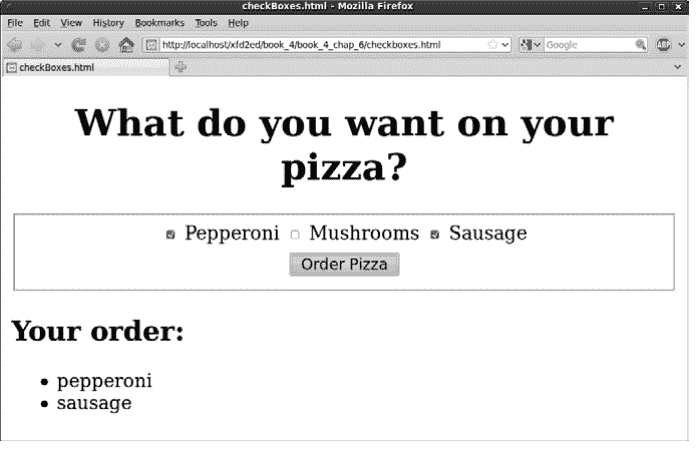 checkBoxes.html - Mozilla Firefox
File Edit View History Bookmarks Tools Help
http://localhost/xfd2ed/book_4/book_4_chap_6/checkboxes.html Google ABP
checkBoxes.html
What do you want on your
pizza?
Pepperoni Mushrooms Sausage
Order Pizza
Your order:
• pepperoni
• sausage